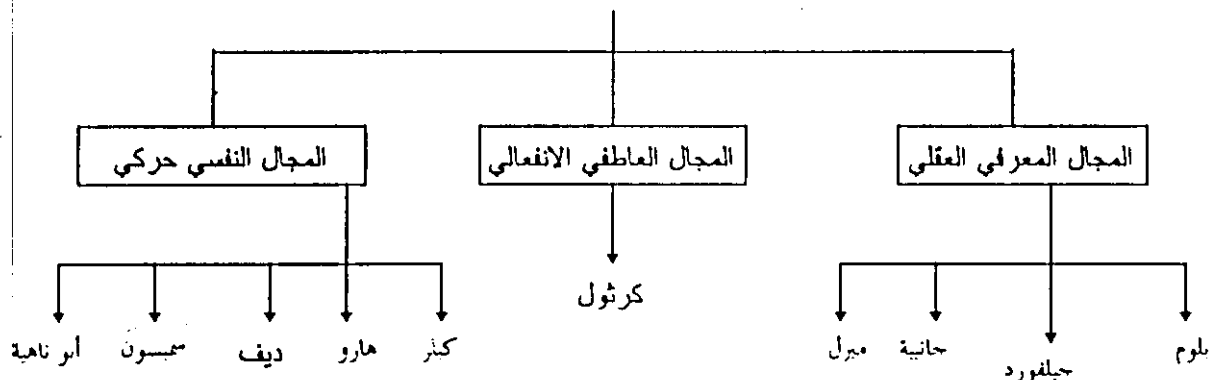 المجال المعرفي العقلي
المجال العاطفي الانفعالي
المجال النفسي حركي
بلوم
جيلفورد
جانبية
ميرل
كرثول
كبلر
هارو
ديف
سمبسون
أبو ناهية